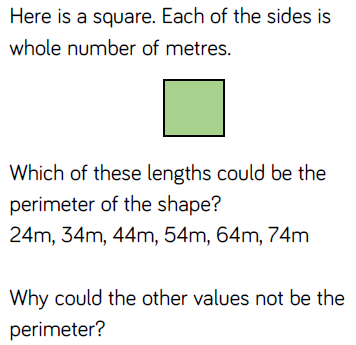 Here is a square. Each of the sides is
whole number of metres.
Which of these lengths could be the
perimeter of the shape?
24m, 34m, 44m, 54m, 64m, 74m
Why could the other values not be the
perimeter?